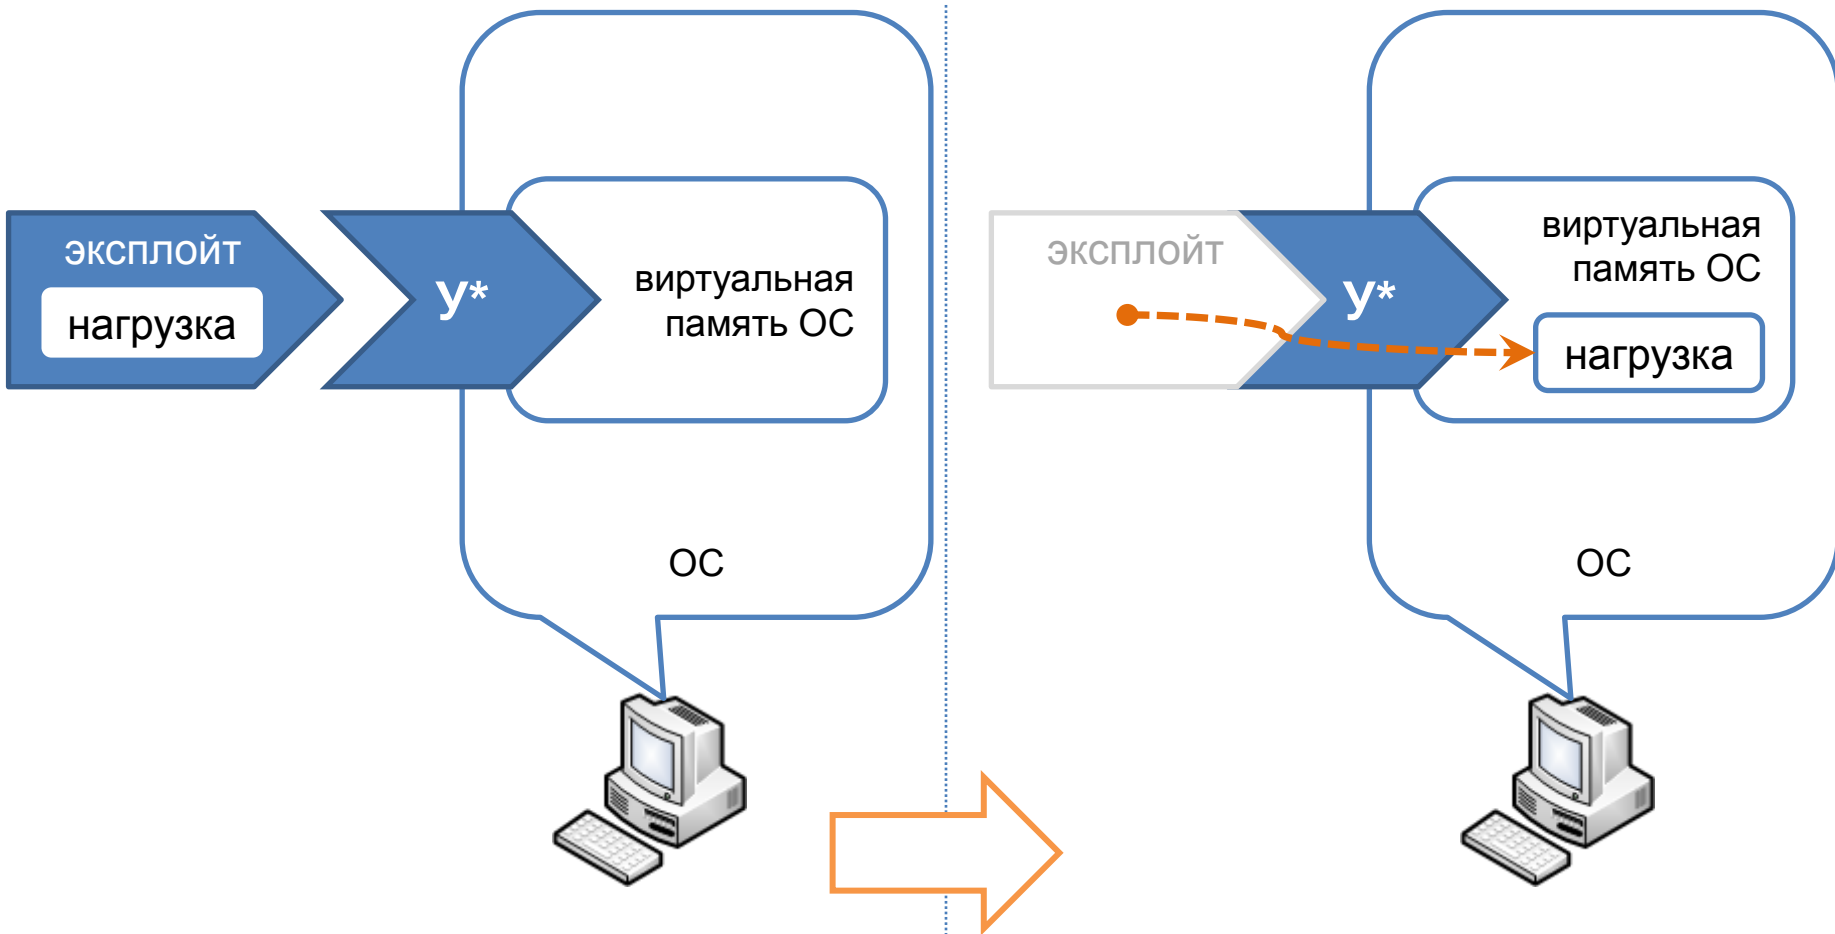 эксплойт
нагрузка
у*
виртуальная
память ОС
ОС
эксплойт
у*
виртуальная
память ОС
нагрузка
ОС